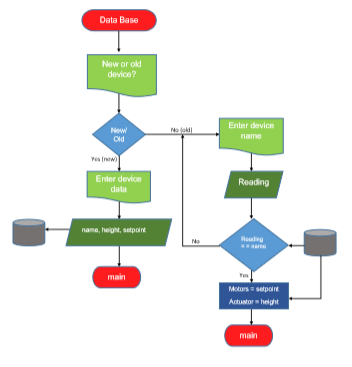 Data Base
New or old
device?
New/
Old
No (old)
Enter device
name
Yes (new)
Enter device
data
Reading
name, height, setpoint
Reading
= = name
No
Yes
main
Motors = setpoint
Actuator = height
main